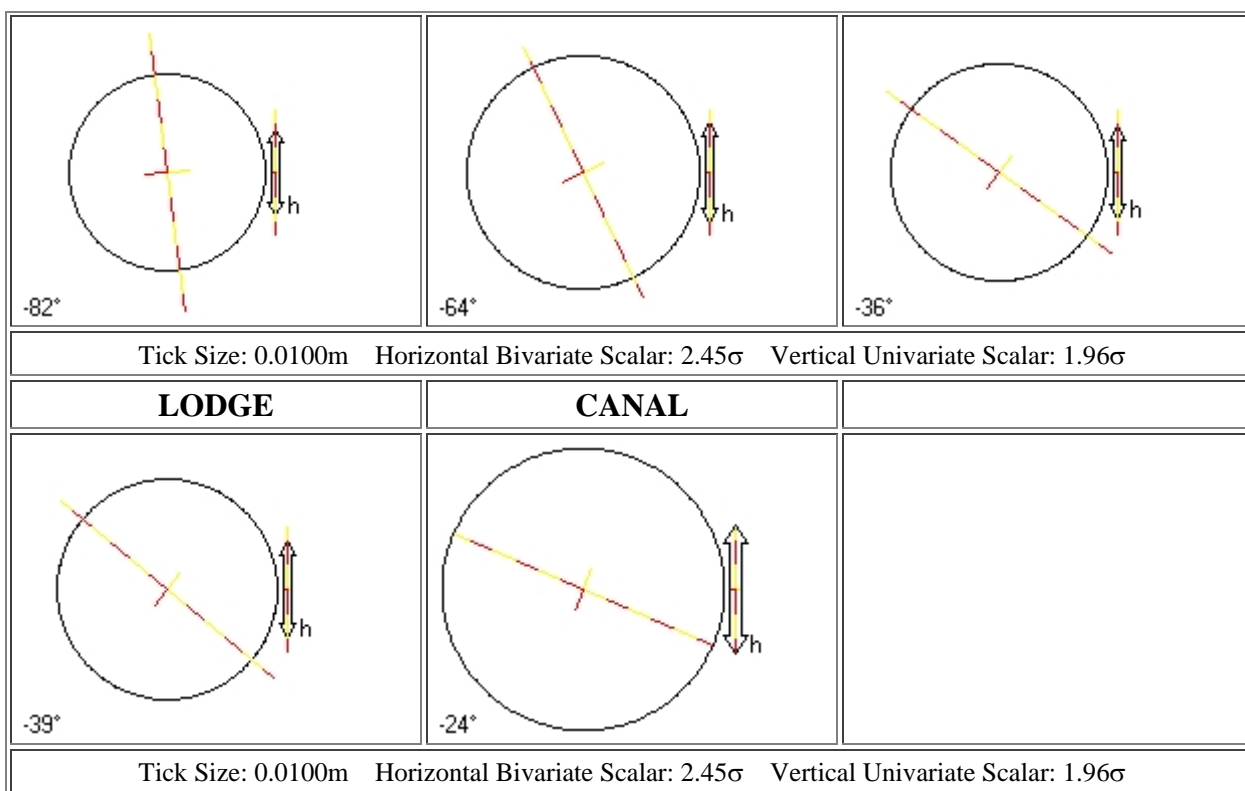 h h h
-82° -64° -36°
Tick Size: 0.0100m Horizontal Bivariate Scalar: 2.45σ Vertical Univariate Scalar: 1.96σ
LODGE CANAL
h h
-39° -24°
Tick Size: 0.0100m Horizontal Bivariate Scalar: 2.45σ Vertical Univariate Scalar: 1.96σ